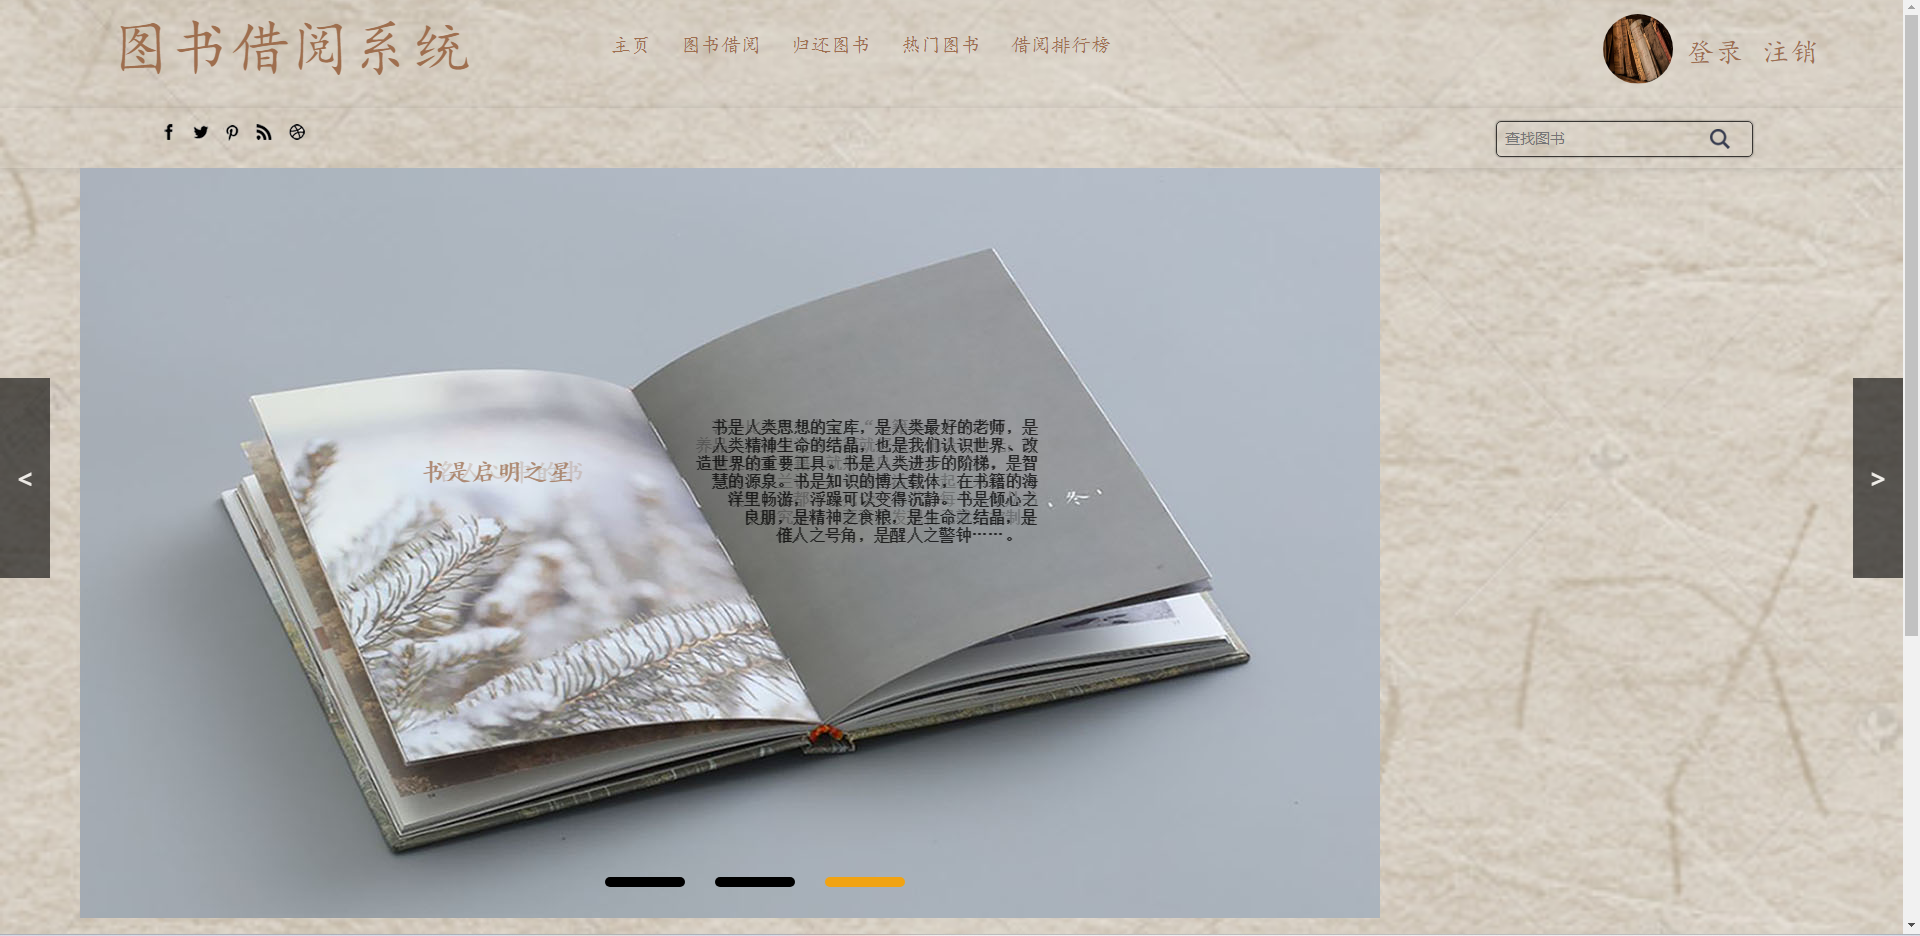 图书借阅系统
主页 图书借阅 归还图书 热门图书 借阅排行榜
登录 注销
查找图书
书是人类思想的宝库，是人类最好的老师，是
人类精神生命的结晶，也是我们认识世界、改
造世界的重要工具。书是人类进步的阶梯，是智
慧的源泉。书是知识的博大载体，在书籍的海
洋里畅游，浮躁可以变得沉静。书是倾心之
良朋，是精神之食粮，是生命之结晶，是
催人之号角，是醒人之警钟……。
书是启明之星
冬
<
>